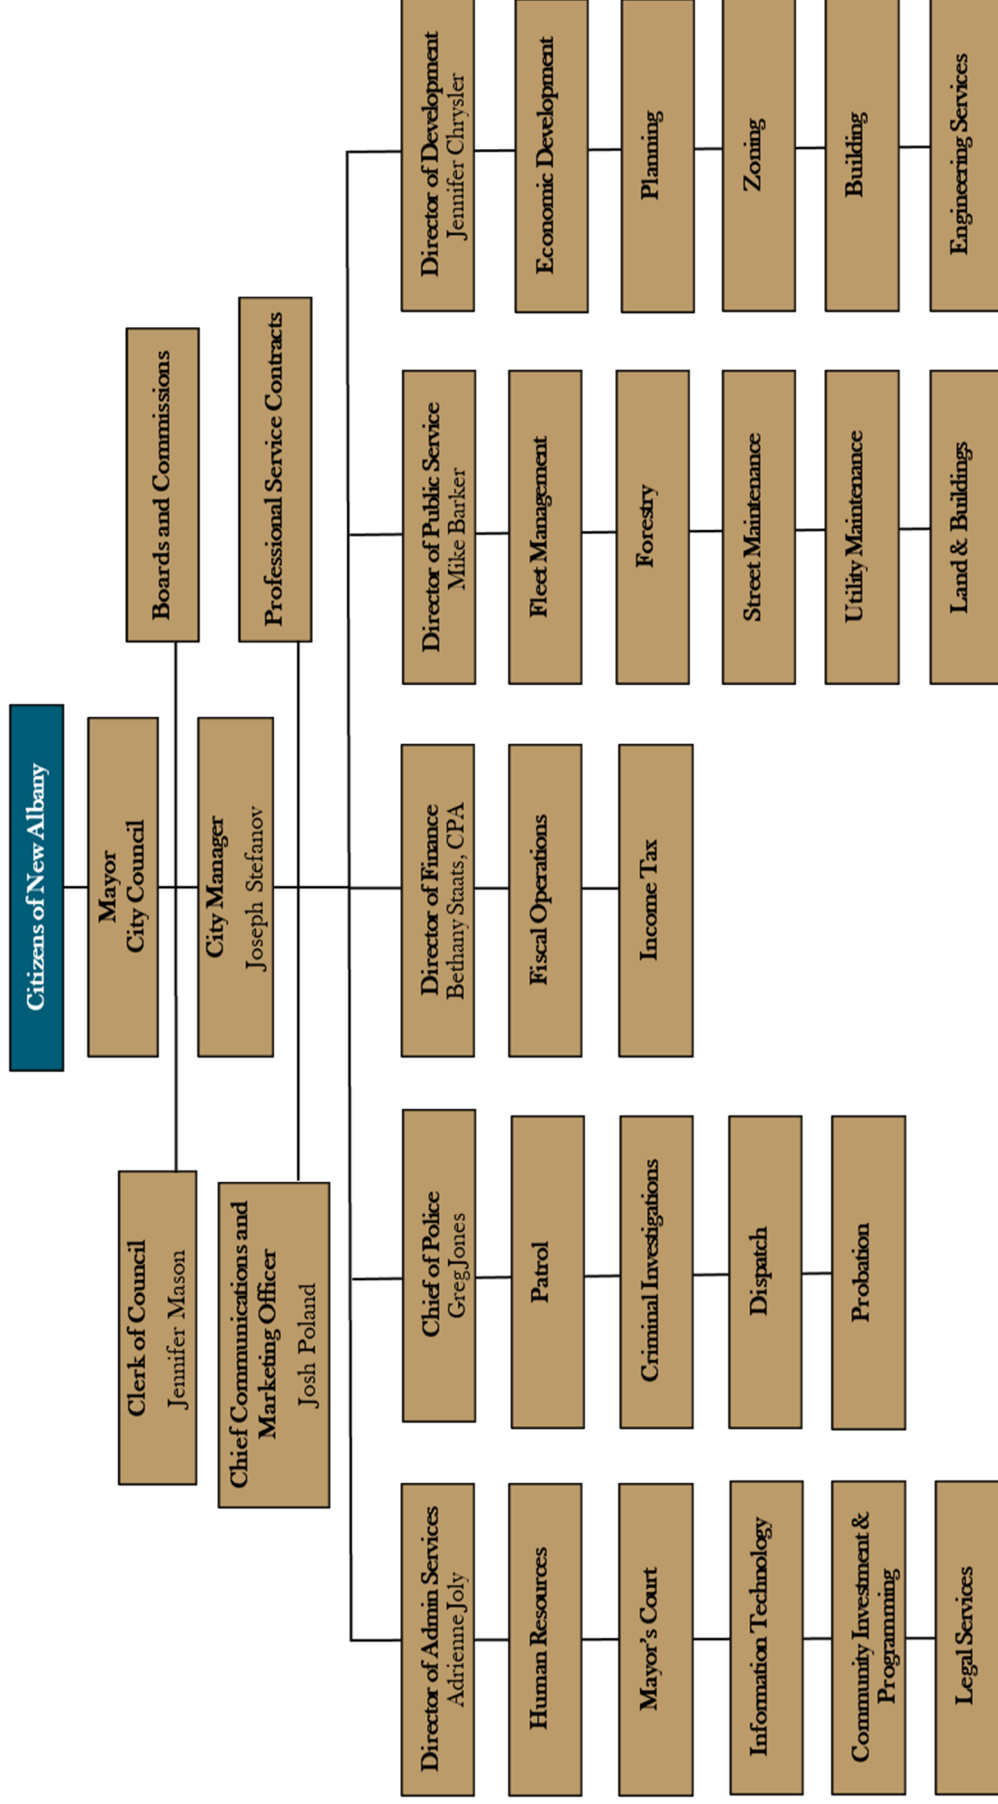 Citizens of New Albany
Mayor
City Council
Clerk of Council
Jennifer Mason
Boards and Commissions
City Manager
Joseph Stefanov
Chief Communications and
Marketing Officer
Josh Poland
Professional Service Contracts
Director of Admin Services
Adrienne Joly
Human Resources
Mayor's Court
Information Technology
Community Investment &
Programming
Legal Services
Chief of Police
Greg Jones
Patrol
Criminal Investigations
Dispatch
Probation
Director of Finance
Bethany Staats, CPA
Fiscal Operations
Income Tax
Director of Public Service
Mike Barker
Fleet Management
Forestry
Street Maintenance
Utility Maintenance
Land & Buildings
Director of Development
Jennifer Chrysler
Economic Development
Planning
Zoning
Building
Engineering Services